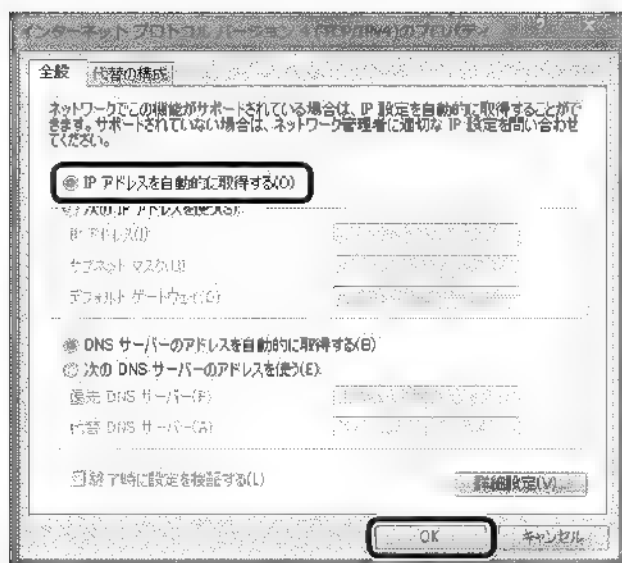 インターネット プロトコル バージョン 4 (TCP/IPv4)のプロパティ
全般
代替の構成
ネットワークでこの機能がサポートされている場合は、IP 設定を自動的に取得することがで
きます。サポートされていない場合は、ネットワーク管理者に適切な IP 設定を問い合わせ
てください。
IP アドレスを自動的に取得する(O)
次の IP アドレスを使う(S):
IP アドレス(I):
サブネット マスク(U):
デフォルト ゲートウェイ(D):
DNS サーバーのアドレスを自動的に取得する(B)
次の DNS サーバーのアドレスを使う(E):
優先 DNS サーバー(P):
代替 DNS サーバー(A):
終了時に設定を検証する(L)
詳細設定(V)...
OK
キャンセル